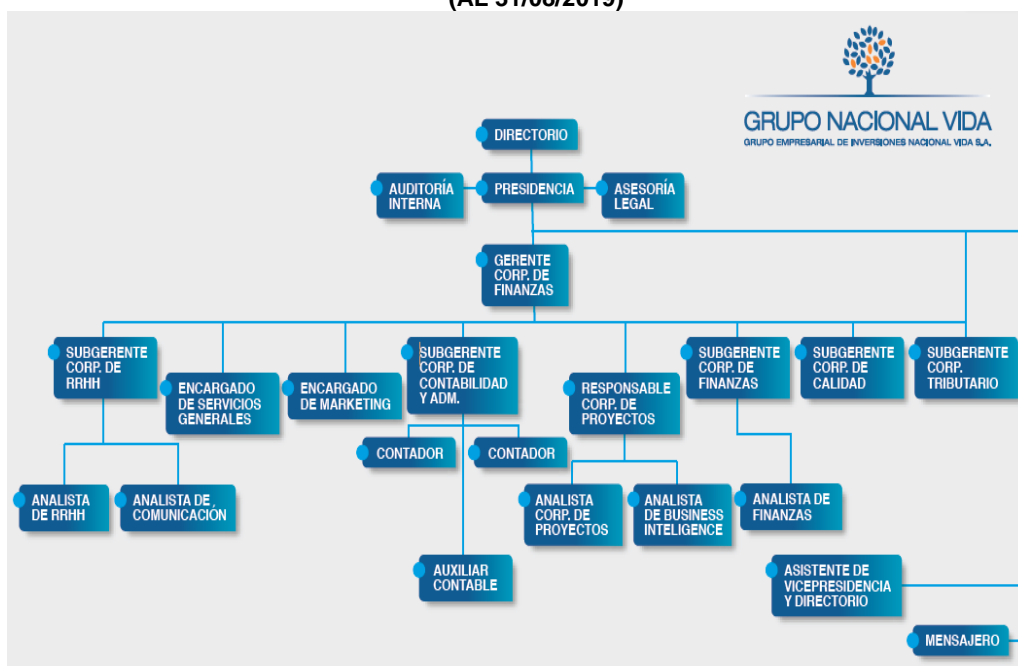 (AL 31/08/2019)
GRUPO NACIONAL VIDA
GRUPO EMPRESARIAL DE INVERSIONES NACIONAL VIDA S.A.
DIRECTORIO
AUDITORÍA
INTERNA
PRESIDENCIA
ASESORÍA
LEGAL
GERENTE
CORP. DE
FINANZAS
SUBGERENTE
CORP. DE
RRHH
ENCARGADO
DE SERVICIOS
GENERALES
ENCARGADO
DE MARKETING
SUBGERENTE
CORP. DE
CONTABILIDAD
Y ADM.
RESPONSABLE
CORP. DE
PROYECTOS
SUBGERENTE
CORP. DE
FINANZAS
SUBGERENTE
CORP. DE
CALIDAD
SUBGERENTE
CORP.
TRIBUTARIO
CONTADOR
CONTADOR
ANALISTA
DE RRHH
ANALISTA DE
COMUNICACIÓN
ANALISTA
CORP. DE
PROYECTOS
ANALISTA
DE BUSINESS
INTELIGENCE
ANALISTA DE
FINANZAS
AUXILIAR
CONTABLE
ASISTENTE DE
VICEPRESIDENCIA
Y DIRECTORIO
MENSAJERO